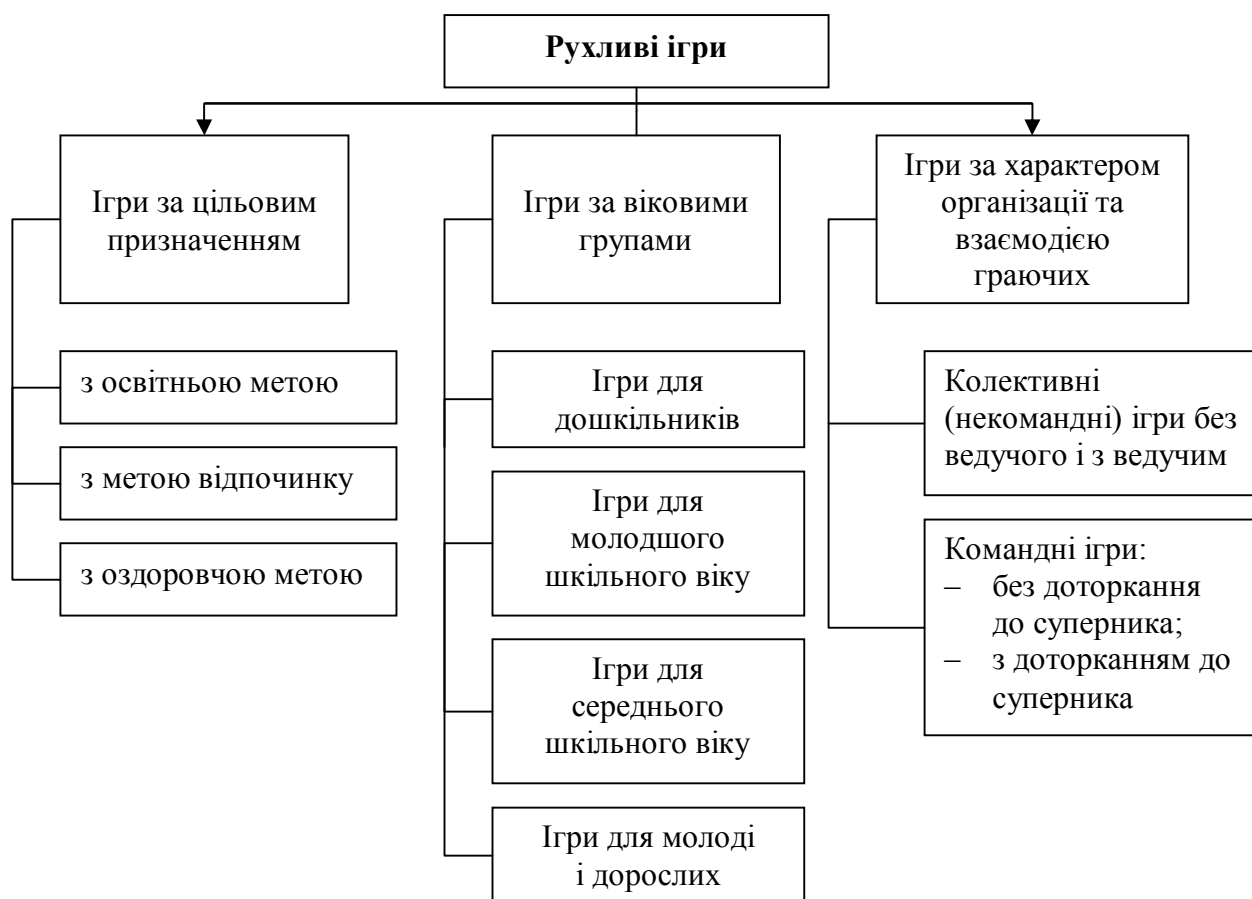 Рухливі ігри
Ігри за цільовим
призначенням
з освітньою метою
з метою відпочинку
з оздоровчою метою
Ігри за віковими
групами
Ігри для
дошкільників
Ігри для
молодшого
шкільного віку
Ігри для
середнього
шкільного віку
Ігри для молоді
і дорослих
Ігри за характером
організації та
взаємодією
граючих
Колективні
(некомандні) ігри без
ведучого і з ведучим
Командні ігри:
– без доторкання
до суперника;
– з доторканням до
суперника